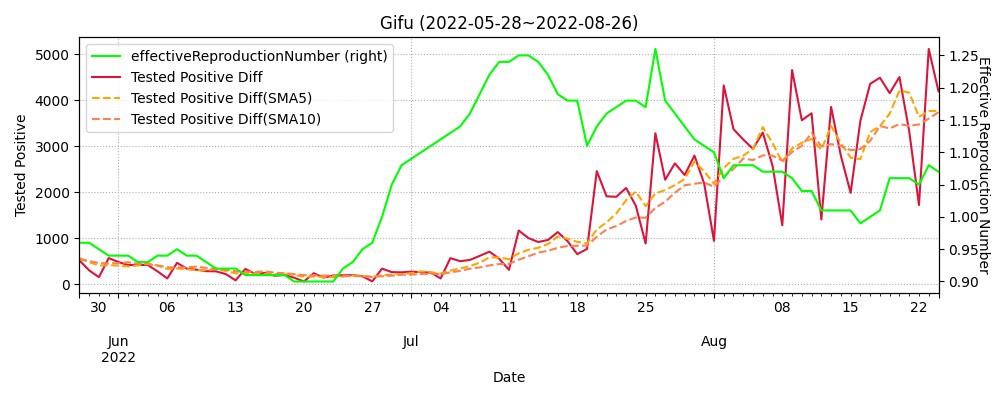 Gifu (2022-05-28~2022-08-26)
effectiveReproductionNumber (right)
Tested Positive Diff
Tested Positive Diff(SMA5)
Tested Positive Diff(SMA10)
Tested Positive
5000
4000
3000
2000
1000
0
1.25
1.20
1.15
1.10
1.05
1.00
0.95
0.90
Effective Reproduction Number
30 06 13 20 27 04 11 18 25 08 15 22
Jun Jul Aug
2022
Date